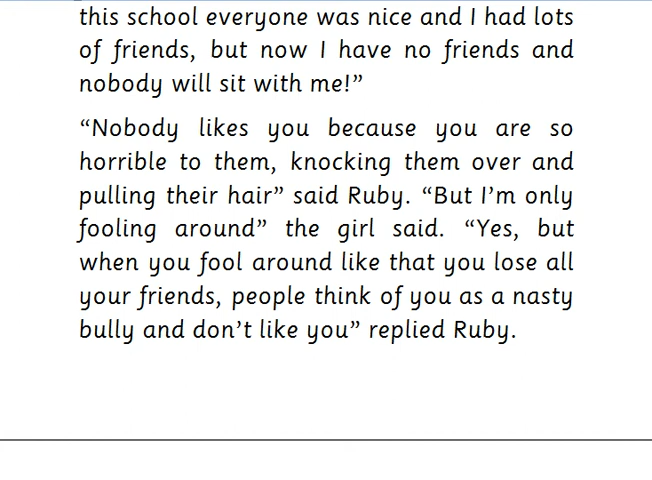 this school everyone was nice and I had lots
of friends, but now I have no friends and
nobody will sit with me!”
“Nobody likes you because you are so
horrible to them, knocking them over and
pulling their hair” said Ruby. “But I’m only
fooling around” the girl said. “Yes, but
when you fool around like that you lose all
your friends, people think of you as a nasty
bully and don’t like you” replied Ruby.